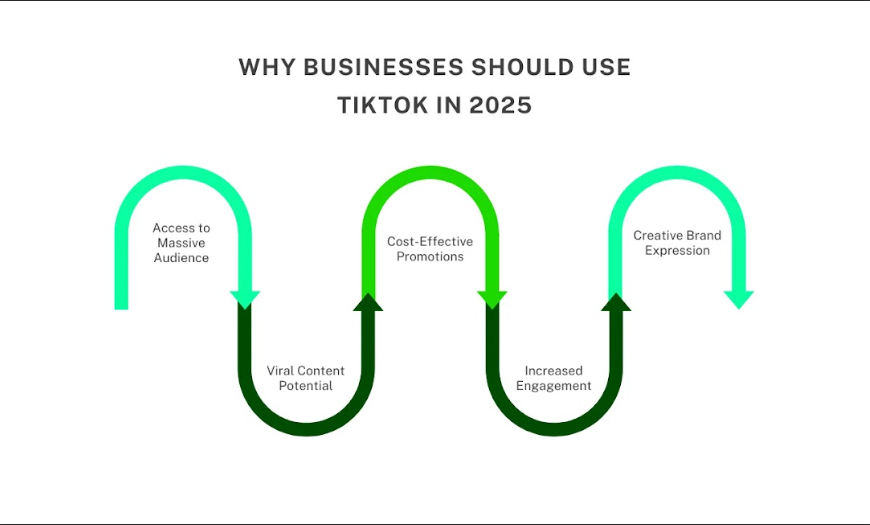 WHY BUSINESSES SHOULD USE
TIKTOK IN 2025
Access to
Massive
Audience
Viral Content
Potential
Cost-Effective
Promotions
Increased
Engagement
Creative Brand
Expression